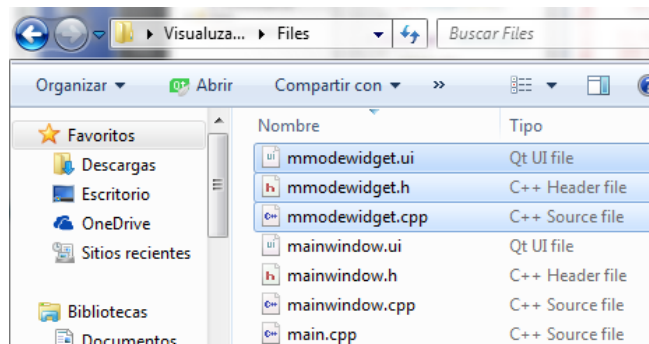 Visualuza... Files Buscar Files
Organizar Abrir Compartir con »
Favoritos
Descargas
Escritorio
OneDrive
Sitios recientes
Bibliotecas
Documentos
Nombre Tipo
mmodewidget.ui Qt UI file
mmodewidget.h C++ Header file
mmodewidget.cpp C++ Source file
mainwindow.ui Qt UI file
mainwindow.h C++ Header file
mainwindow.cpp C++ Source file
main.cpp C++ Source file